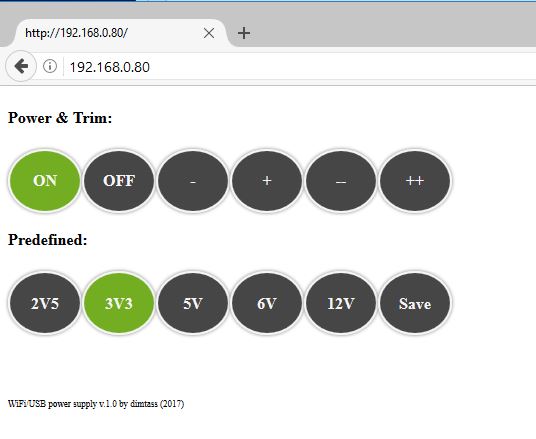 http://192.168.0.80/
192.168.0.80
Power & Trim:
ON OFF - + -- ++
Predefined:
2V5 3V3 5V 6V 12V Save
WiFi/USB power supply v.1.0 by dimtass (2017)